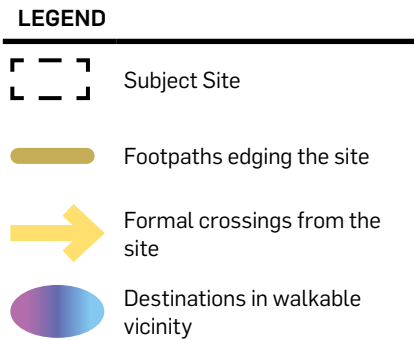 LEGEND
Subject Site
Footpaths edging the site
Formal crossings from the
site
Destinations in walkable
vicinity